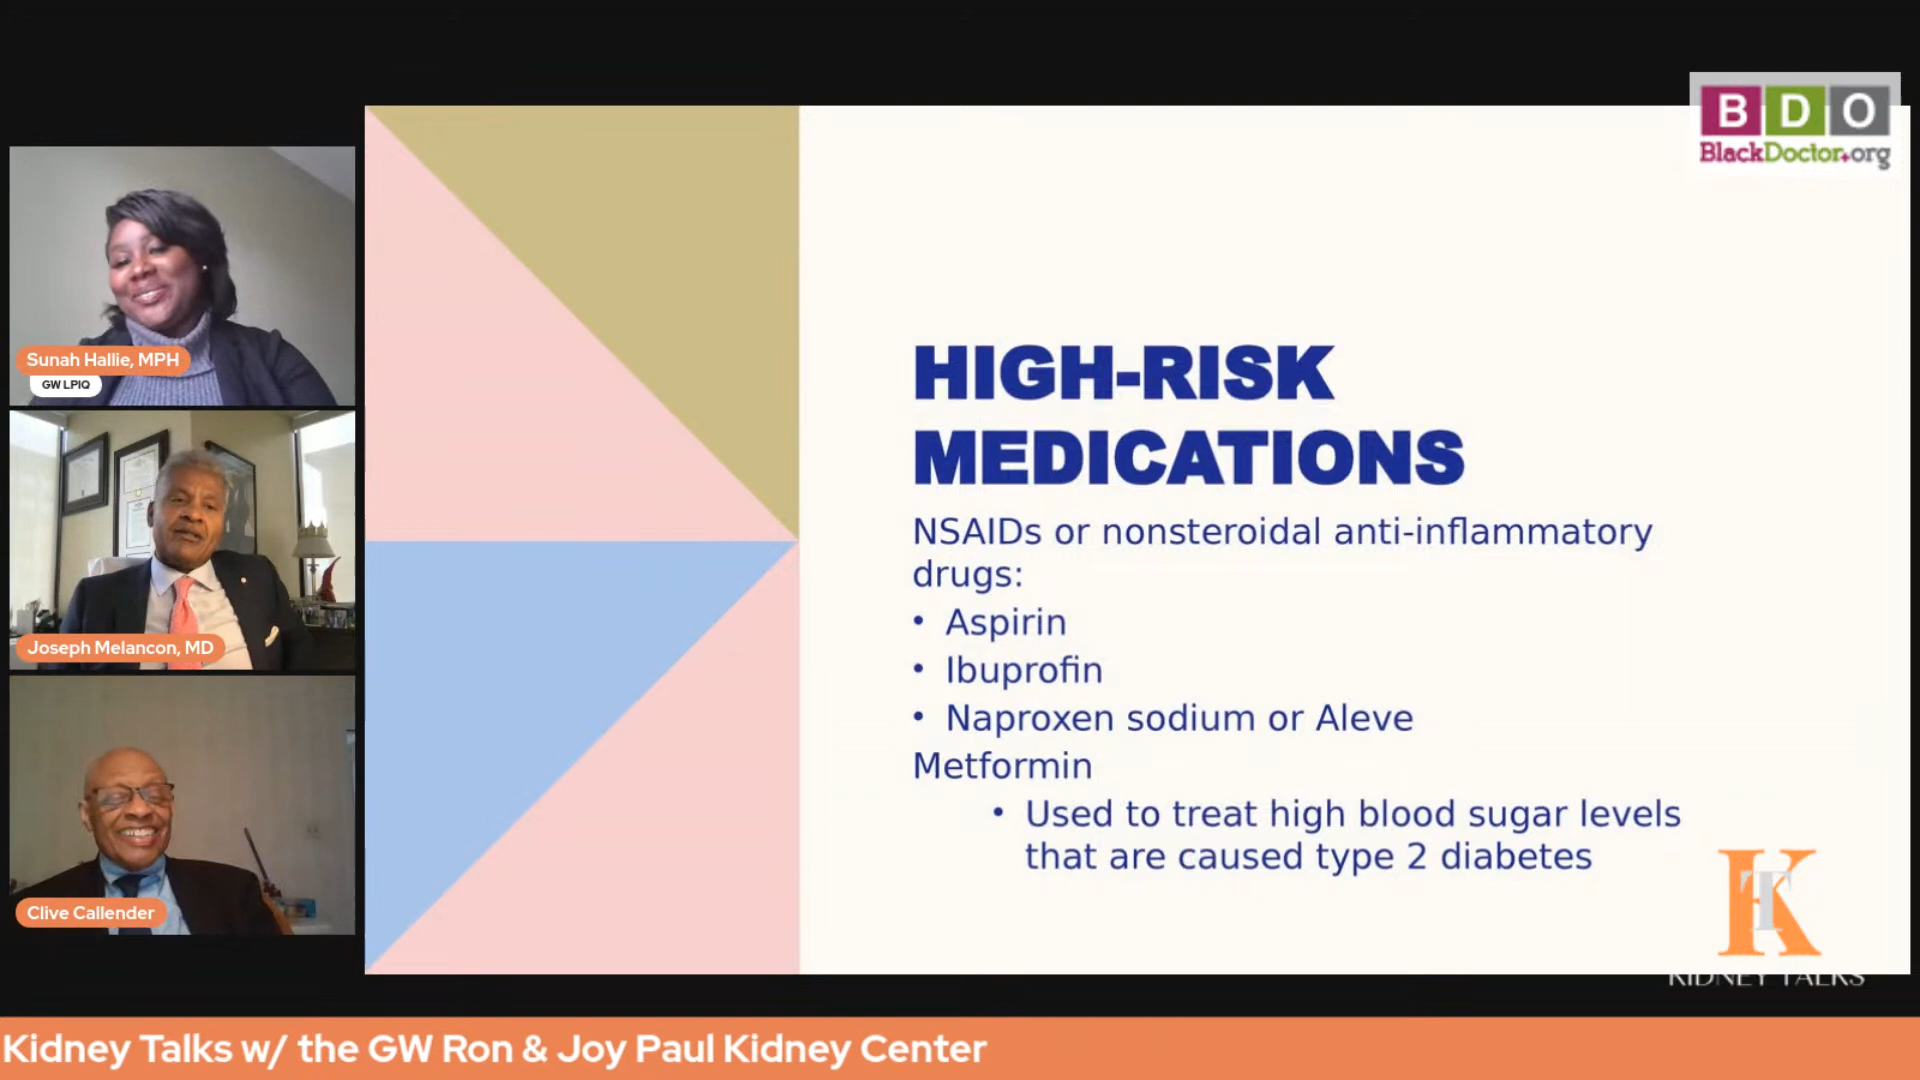 B D O
BlackDoctor.org
Sunah Hallie, MPH
GW LPIQ
Joseph Melancon, MD
Clive Callender
HIGH-RISK
MEDICATIONS
NSAIDs or nonsteroidal anti-inflammatory
drugs:
• Aspirin
• Ibuprofin
• Naproxen sodium or Aleve
Metformin
• Used to treat high blood sugar levels
that are caused type 2 diabetes
KT
KIDNEY TALKS
Kidney Talks w/ the GW Ron & Joy Paul Kidney Center